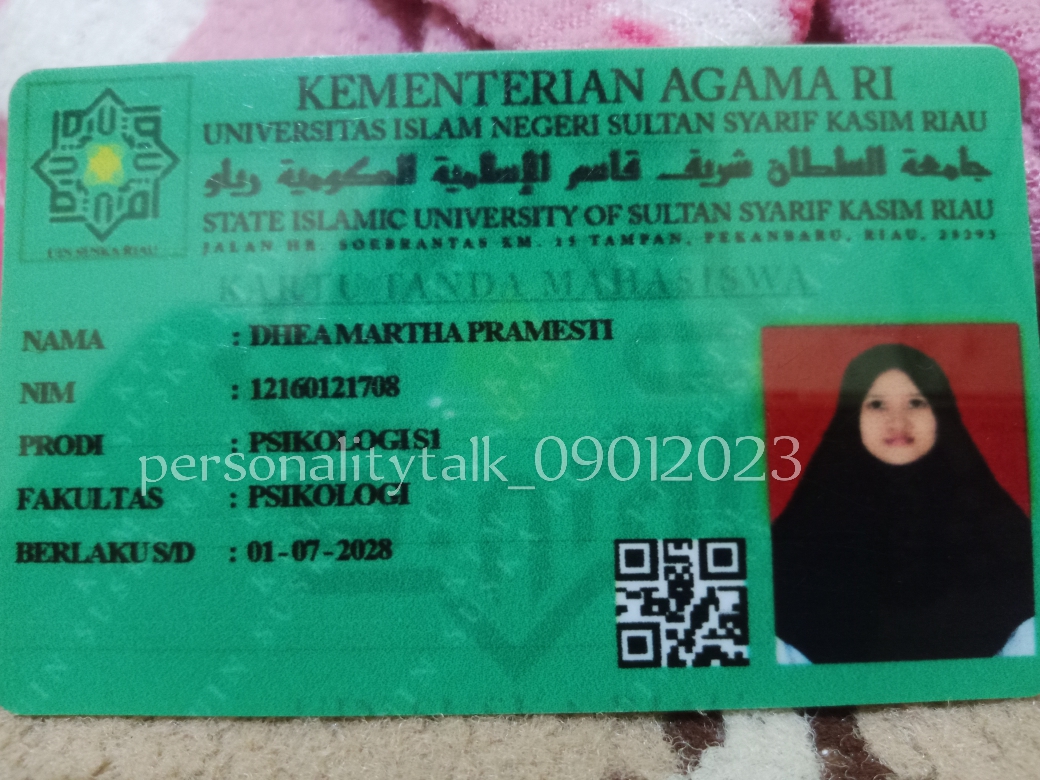 KEMENTERIAN AGAMA RI
UNIVERSITAS ISLAM NEGERI SULTAN SYARIF KASIM RIAU
جامعة السلطان شريف قاسم الإسلامية الحكومية رياو
STATE ISLAMIC UNIVERSITY OF SULTAN SYARIF KASIM RIAU
JALAN HR. SOEBRANTAS KM. 15 TAMPAN, PEKANBARU, RIAU, 28293
UIN SUSKA RIAU
KARTU TANDA MAHASISWA
NAMA : DHEA MARTHA PRAMESTI
NIM : 12160121708
PRODI : PSIKOLOGI S1
personalitytalk_09012023
FAKULTAS : PSIKOLOGI
BERLAKU S/D : 01 - 07 - 2028